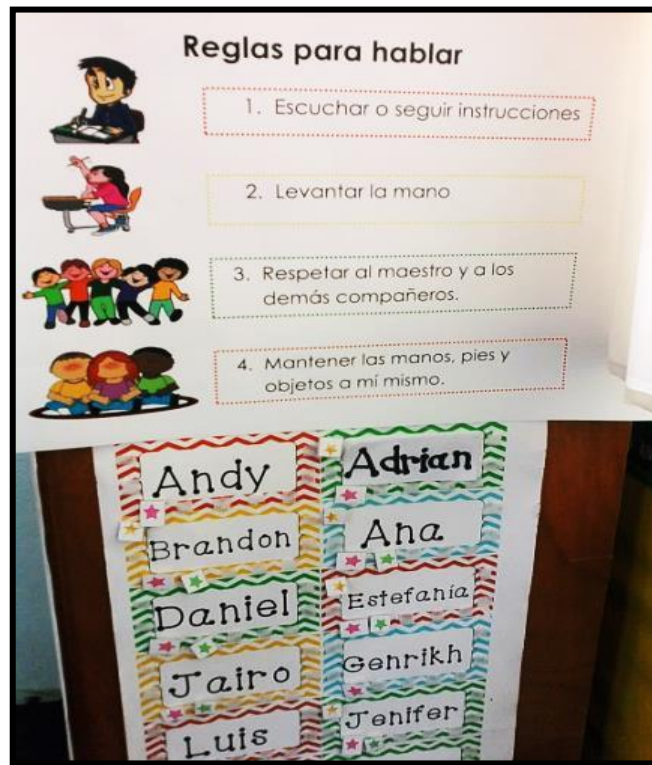 Reglas para hablar
1. Escuchar o seguir instrucciones
2. Levantar la mano
3. Respetar al maestro y a los
demás compañeros.
4. Mantener las manos, pies y
objetos a mí mismo.
Andy
Brandon
Daniel
Jairo
Luis
Adrian
Ana
Estefanía
Genrikh
Jenifer